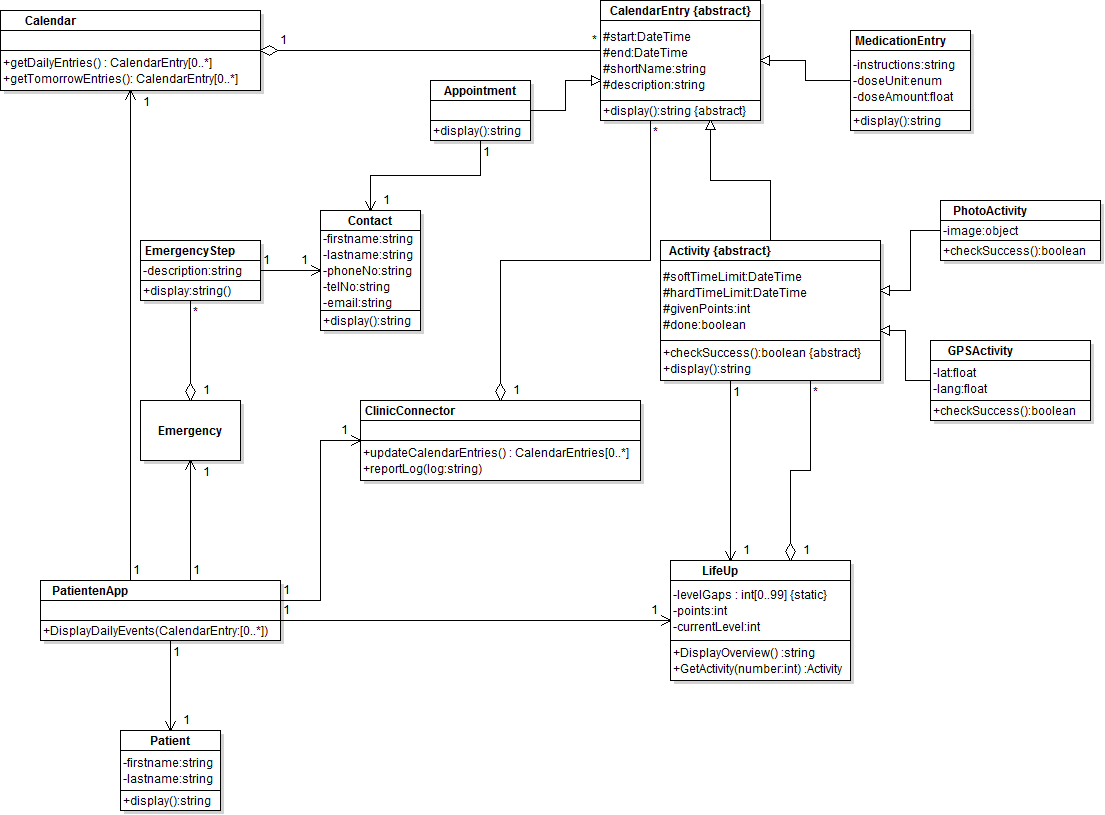 Calendar
+getDailyEntries() : CalendarEntry[0..*]
+getTomorrowEntries(): CalendarEntry[0..*]
1
*
1
CalendarEntry {abstract}
#start:DateTime
#end:DateTime
#shortName:string
#description:string
+display():string {abstract}
*
MedicationEntry
-instructions:string
-doseUnit:enum
-doseAmount:float
+display():string
Appointment
+display():string
1
1
Contact
-firstname:string
-lastname:string
-phoneNo:string
-telNo:string
-email:string
+display():string
EmergencyStep
-description:string
+display:string()
1
1
*
1
Emergency
1
PhotoActivity
-image:object
+checkSuccess():boolean
Activity {abstract}
#softTimeLimit:DateTime
#hardTimeLimit:DateTime
#givenPoints:int
#done:boolean
+checkSuccess():boolean {abstract}
+display():string
1
*
GPSActivity
-lat:float
-lang:float
+checkSuccess():boolean
1
ClinicConnector
+updateCalendarEntries() : CalendarEntries[0..*]
+reportLog(log:string)
1
1
1
LifeUp
-levelGaps : int[0..99] {static}
-points:int
-currentLevel:int
+DisplayOverview() :string
+GetActivity(number:int) :Activity
1
1
1
PatientenApp
+DisplayDailyEvents(CalendarEntry:[0..*])
1
1
1
1
Patient
-firstname:string
-lastname:string
+display():string